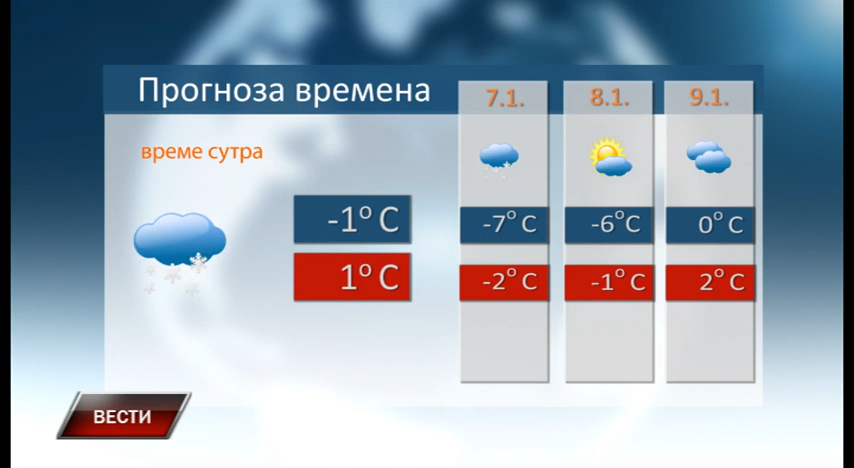 Прогноза времена
време сутра
-1° C
1° C
7.1.
-7° C
-2° C
8.1.
-6°C
-1° C
9.1.
0° C
2° C
ВЕСТИ